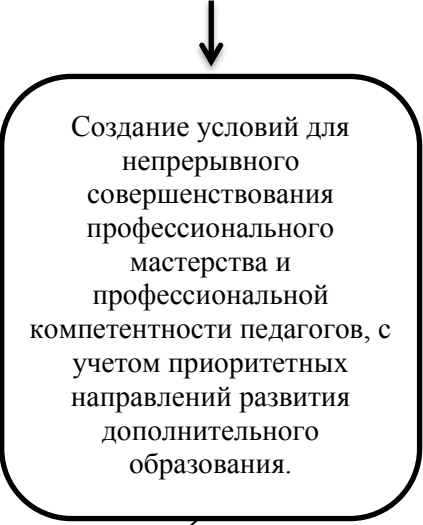 Создание условий для
непрерывного
совершенствования
профессионального
мастерства и
профессиональной
компетентности педагогов, с
учетом приоритетных
направлений развития
дополнительного
образования.